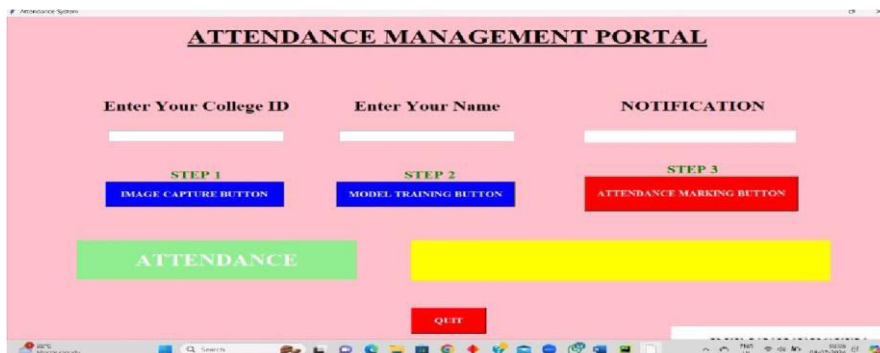 Attendance System
ATTENDANCE MANAGEMENT PORTAL
Enter Your College ID Enter Your Name NOTIFICATION
STEP 1 STEP 2 STEP 3
IMAGE CAPTURE BUTTON MODEL TRAINING BUTTON ATTENDANCE MARKING BUTTON
ATTENDANCE
QUIT
Search